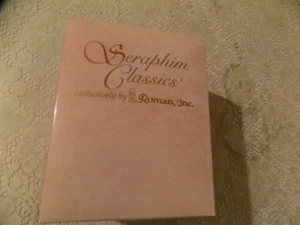 Seraphim
Classics®
exclusively by Roman, Inc.